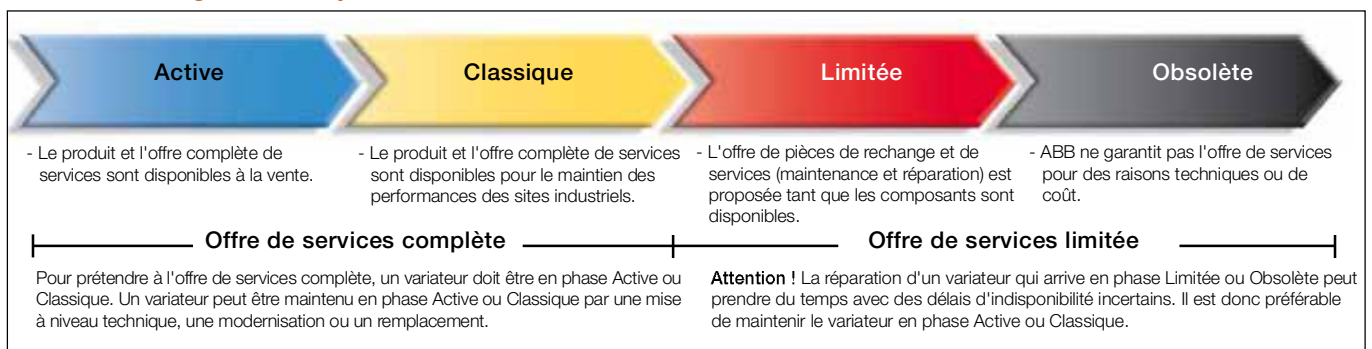 Active Classique Limitée Obsolète
- Le produit et l'offre complète de
services sont disponibles à la vente.
- Le produit et l'offre complète de services
sont disponibles pour le maintien des
performances des sites industriels.
- L'offre de pièces de rechange et de
services (maintenance et réparation) est
proposée tant que les composants sont
disponibles.
- ABB ne garantit pas l'offre de services
pour des raisons techniques ou de
coût.
Offre de services complète
Pour prétendre à l'offre de services complète, un variateur doit être en phase Active ou
Classique. Un variateur peut être maintenu en phase Active ou Classique par une mise
à niveau technique, une modernisation ou un remplacement.
Offre de services limitée
Attention ! La réparation d'un variateur qui arrive en phase Limitée ou Obsolète peut
prendre du temps avec des délais d'indisponibilité incertains. Il est donc préférable
de maintenir le variateur en phase Active ou Classique.